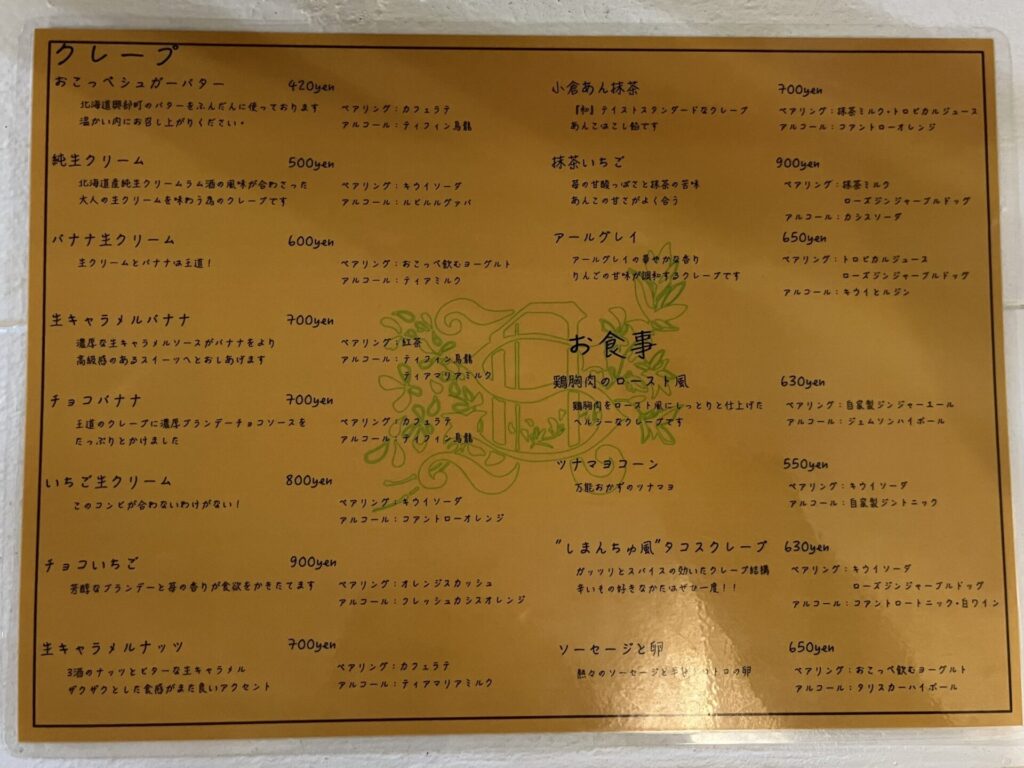 クレープ
おこっぺシュガーバター 420yen
北海道興部町のバターをふんだんに使っております
温かい内にお召し上がりください。
ペアリング：カフェラテ
アルコール：ティフィン烏龍
純生クリーム 500yen
北海道産純生クリームラム酒の風味が合わさった
大人の生クリームを味わう為のクレープです
ペアリング：キウイソーダ
アルコール：ルビルルグァバ
バナナ生クリーム 600yen
生クリームとバナナは王道！
ペアリング：おこっぺ飲むヨーグルト
アルコール：ティアミルク
生キャラメルバナナ 700yen
濃厚な生キャラメルソースがバナナをより
高級感のあるスイーツへとおしあげます
ペアリング：紅茶
アルコール：ティフィン烏龍
ティアマリアミルク
チョコバナナ 700yen
王道のクレープに濃厚ブランデーチョコソースを
たっぷりとかけました
ペアリング：カフェラテ
アルコール：ティフィン烏龍
いちご生クリーム 800yen
このコンビが合わないわけがない！
ペアリング：キウイソーダ
アルコール：コアントローオレンジ
チョコいちご 900yen
芳醇なブランデーと苺の香りが食欲をかきたてます
ペアリング：オレンジスカッシュ
アルコール：フレッシュカシスオレンジ
生キャラメルナッツ 700yen
3種のナッツとビターな生キャラメル
ザクザクとした食感がまた良いアクセント
ペアリング：カフェラテ
アルコール：ティアマリアミルク
小倉あん抹茶 700yen
『和』テイストスタンダードなクレープ
あんこはこし餡です
ペアリング：抹茶ミルク・トロピカルジュース
アルコール：コアントローオレンジ
抹茶いちご 900yen
苺の甘酸っぱさと抹茶の苦味
あんこの甘さがよく合う
ペアリング：抹茶ミルク
ローズジンジャーブルドッグ
アルコール：カシスソーダ
アールグレイ 650yen
アールグレイの華やかな香り
りんごの甘味が調和するクレープです
ペアリング：トロピカルジュース
ローズジンジャーブルドッグ
アルコール：キウイとルジン
お食事
鶏胸肉のロースト風 630yen
鶏胸肉をロースト風にしっとりと仕上げた
ヘルシーなクレープです
ペアリング：自家製ジンジャーエール
アルコール：ジェムソンハイボール
ツナマヨコーン 550yen
万能おかずのツナマヨ
ペアリング：キウイソーダ
アルコール：自家製ジントニック
"しまんちゅ風"タコスクレープ 630yen
ガッツリとスパイスの効いたクレープ結構
辛いもの好きなかたはぜひ一度！！
ペアリング：キウイソーダ
ローズジンジャーブルドッグ
アルコール：コアントロートニック・白ワイン
ソーセージと卵 650yen
熱々のソーセージと
の卵
ペアリング：おこっぺ飲むヨーグルト
アルコール：タリスカーハイボール